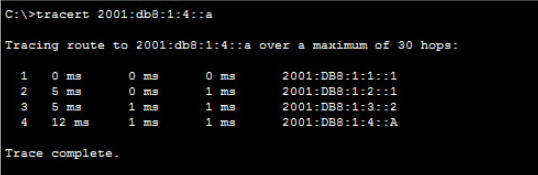 C:\>tracert 2001:db8:1:4::a
Tracing route to 2001:db8:1:4::a over a maximum of 30 hops:
1 0 ms 0 ms 0 ms 2001:DB8:1:1::1
2 5 ms 0 ms 1 ms 2001:DB8:1:2::1
3 5 ms 1 ms 1 ms 2001:DB8:1:3::2
4 12 ms 1 ms 1 ms 2001:DB8:1:4::A
Trace complete.